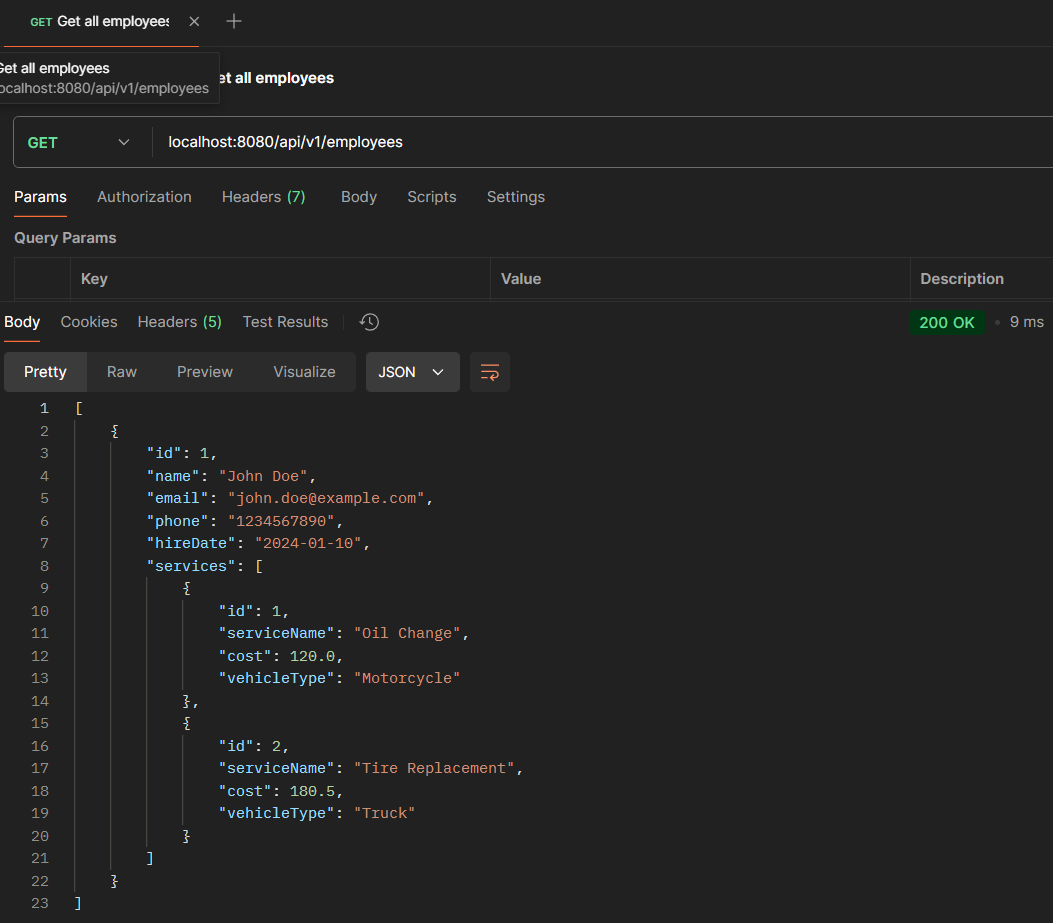 GET Get all employees
Get all employees
localhost:8080/api/v1/employees
et all employees
GET localhost:8080/api/v1/employees
Params Authorization Headers (7) Body Scripts Settings
Query Params
Key Value Description
Body Cookies Headers (5) Test Results 200 OK • 9 ms
Pretty Raw Preview Visualize JSON
1 [
2 {
3 "id": 1,
4 "name": "John Doe",
5 "email": "john.doe@example.com",
6 "phone": "1234567890",
7 "hireDate": "2024-01-10",
8 "services": [
9 {
10 "id": 1,
11 "serviceName": "Oil Change",
12 "cost": 120.0,
13 "vehicleType": "Motorcycle"
14 },
15 {
16 "id": 2,
17 "serviceName": "Tire Replacement",
18 "cost": 180.5,
19 "vehicleType": "Truck"
20 }
21 ]
22 }
23 ]